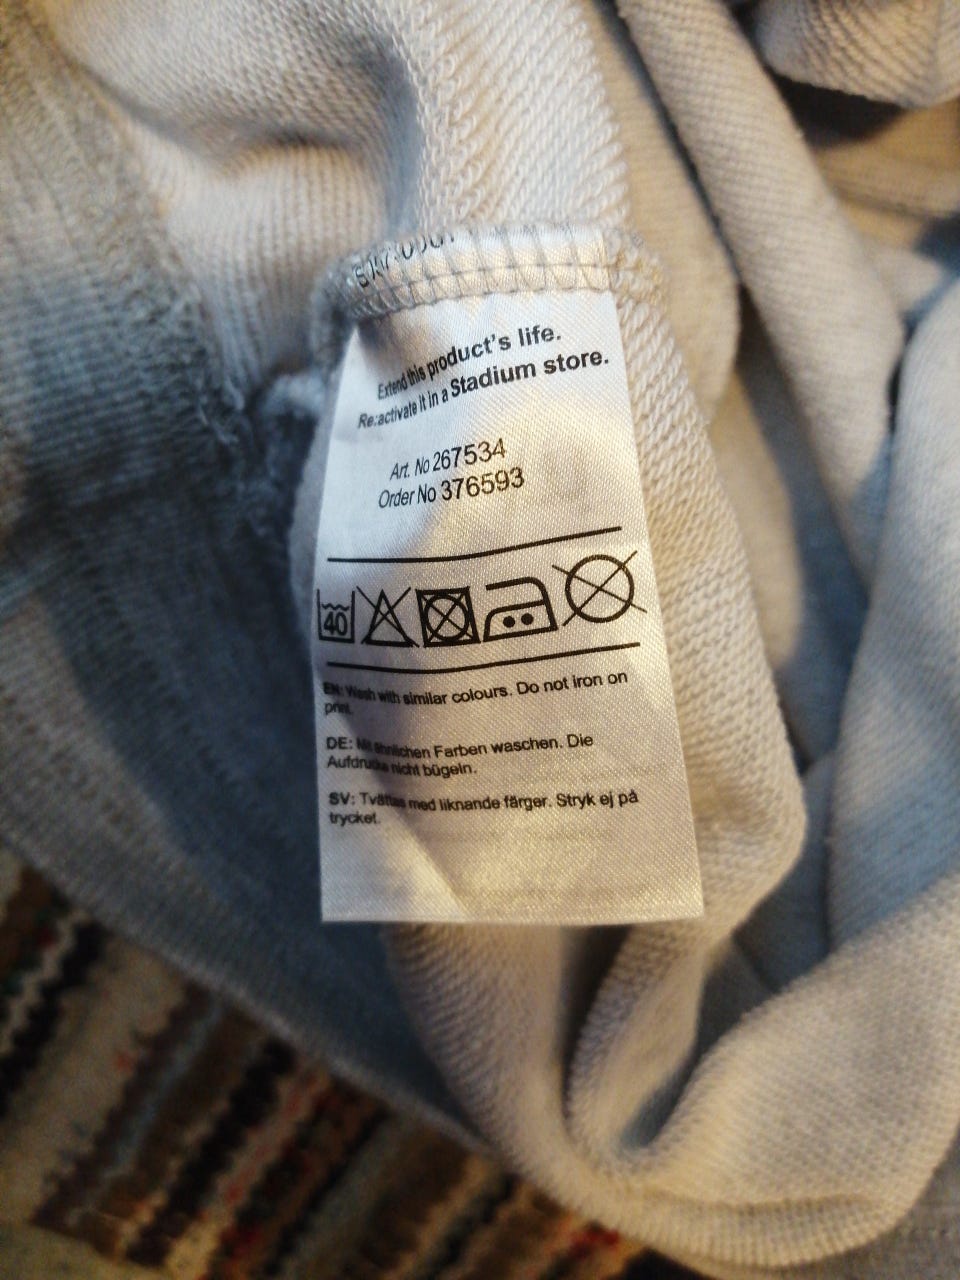 Extend this product's life.
Re:activate it in a Stadium store.
Art. No 267534
Order No 376593
40
EN: Wash with similar colours. Do not iron on
print.
DE: Mit ähnlichen Farben waschen. Die
Aufdrucke nicht bügeln.
SV: Tvättas med liknande färger. Stryk ej på
trycket.